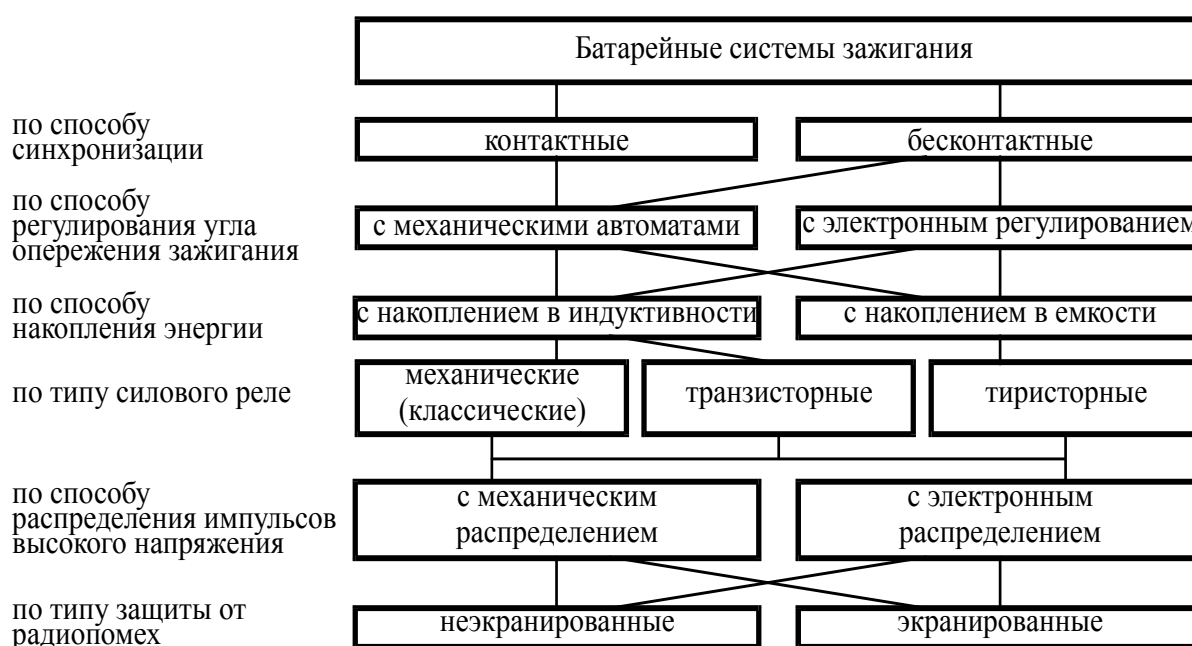 Батарейные системы зажигания
по способу
синхронизации
контактные
бесконтактные
по способу
регулирования угла
опережения зажигания
с механическими автоматами
с электронным регулированием
по способу
накопления энергии
с накоплением в индуктивности
с накоплением в емкости
по типу силового реле
механические
(классические)
транзисторные
тиристорные
по способу
распределения импульсов
высокого напряжения
с механическим
распределением
с электронным
распределением
по типу защиты от
радиопомех
неэкранированные
экранированные